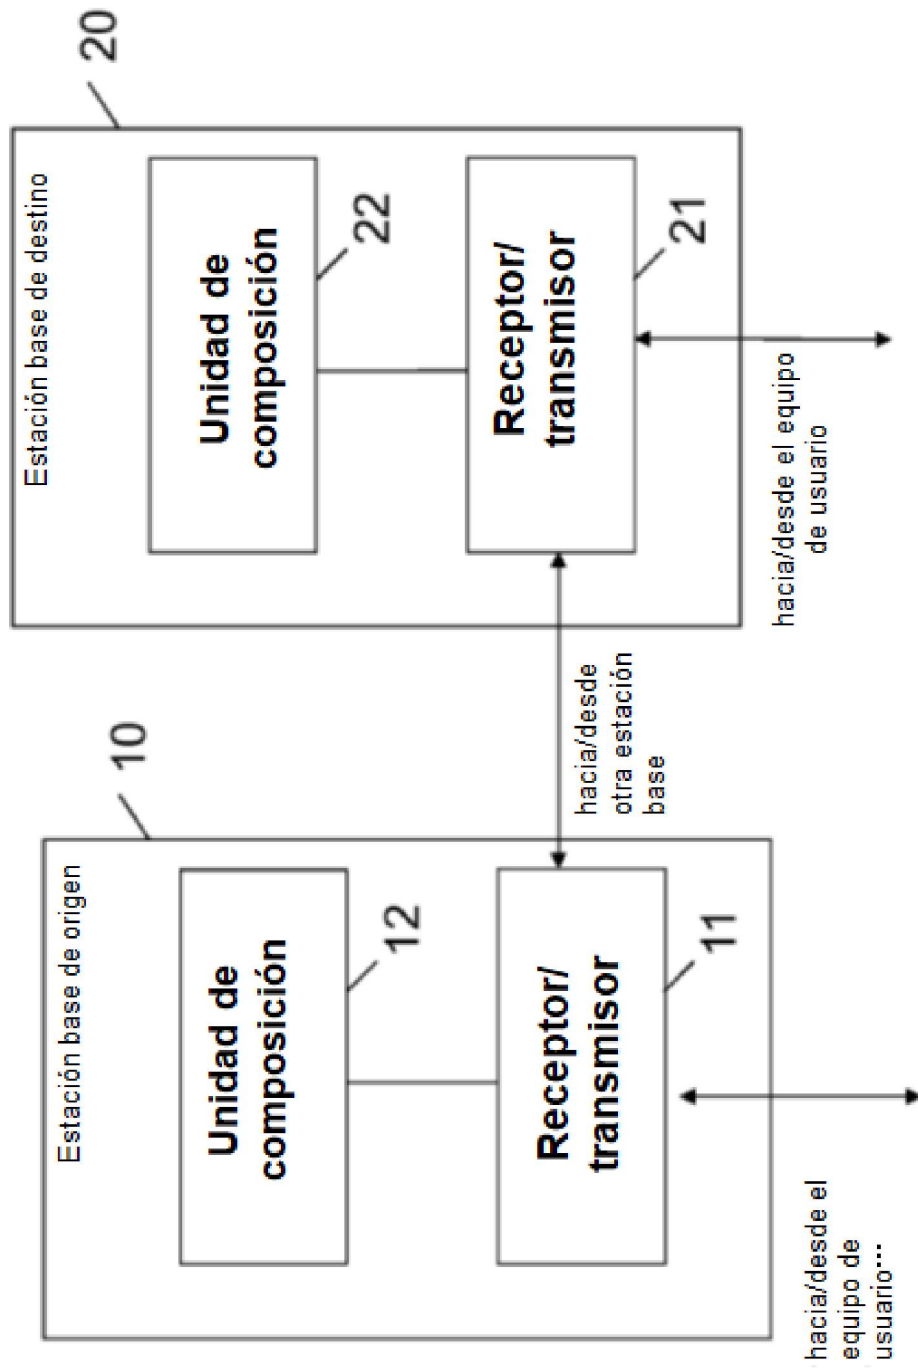 Estación base de origen
10
Unidad de
composición
12
Receptor/
transmisor
11
hacia/desde el
equipo de
usuario...
hacia/desde
otra estación
base
Estación base de destino
20
Unidad de
composición
22
Receptor/
transmisor
21
hacia/desde el equipo
de usuario